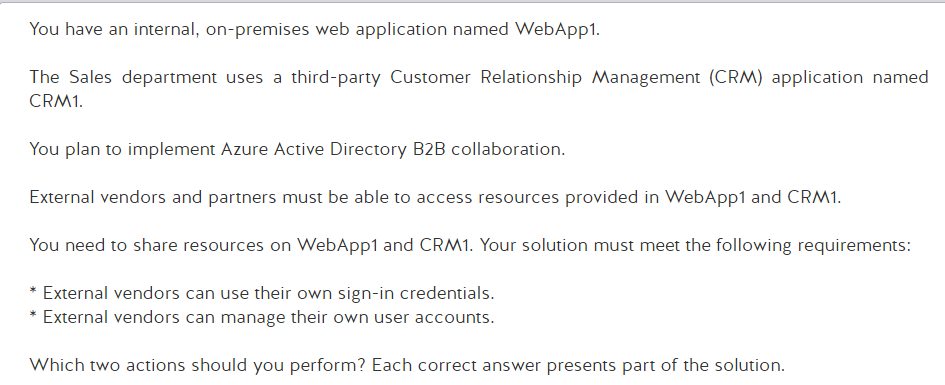 You have an internal, on-premises web application named WebApp1.
The Sales department uses a third-party Customer Relationship Management (CRM) application named
CRM1.
You plan to implement Azure Active Directory B2B collaboration.
External vendors and partners must be able to access resources provided in WebApp1 and CRM1.
You need to share resources on WebApp1 and CRM1. Your solution must meet the following requirements:
* External vendors can use their own sign-in credentials.
* External vendors can manage their own user accounts.
Which two actions should you perform? Each correct answer presents part of the solution.